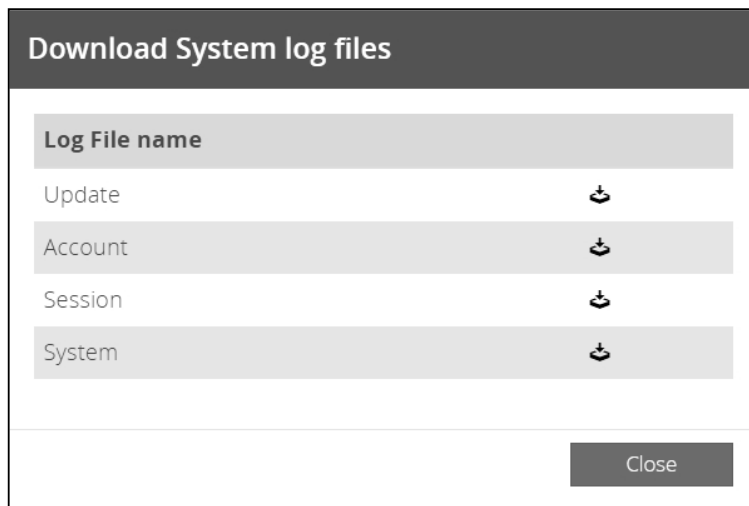 Download System log files
Log File name
Update
Account
Session
System
Close